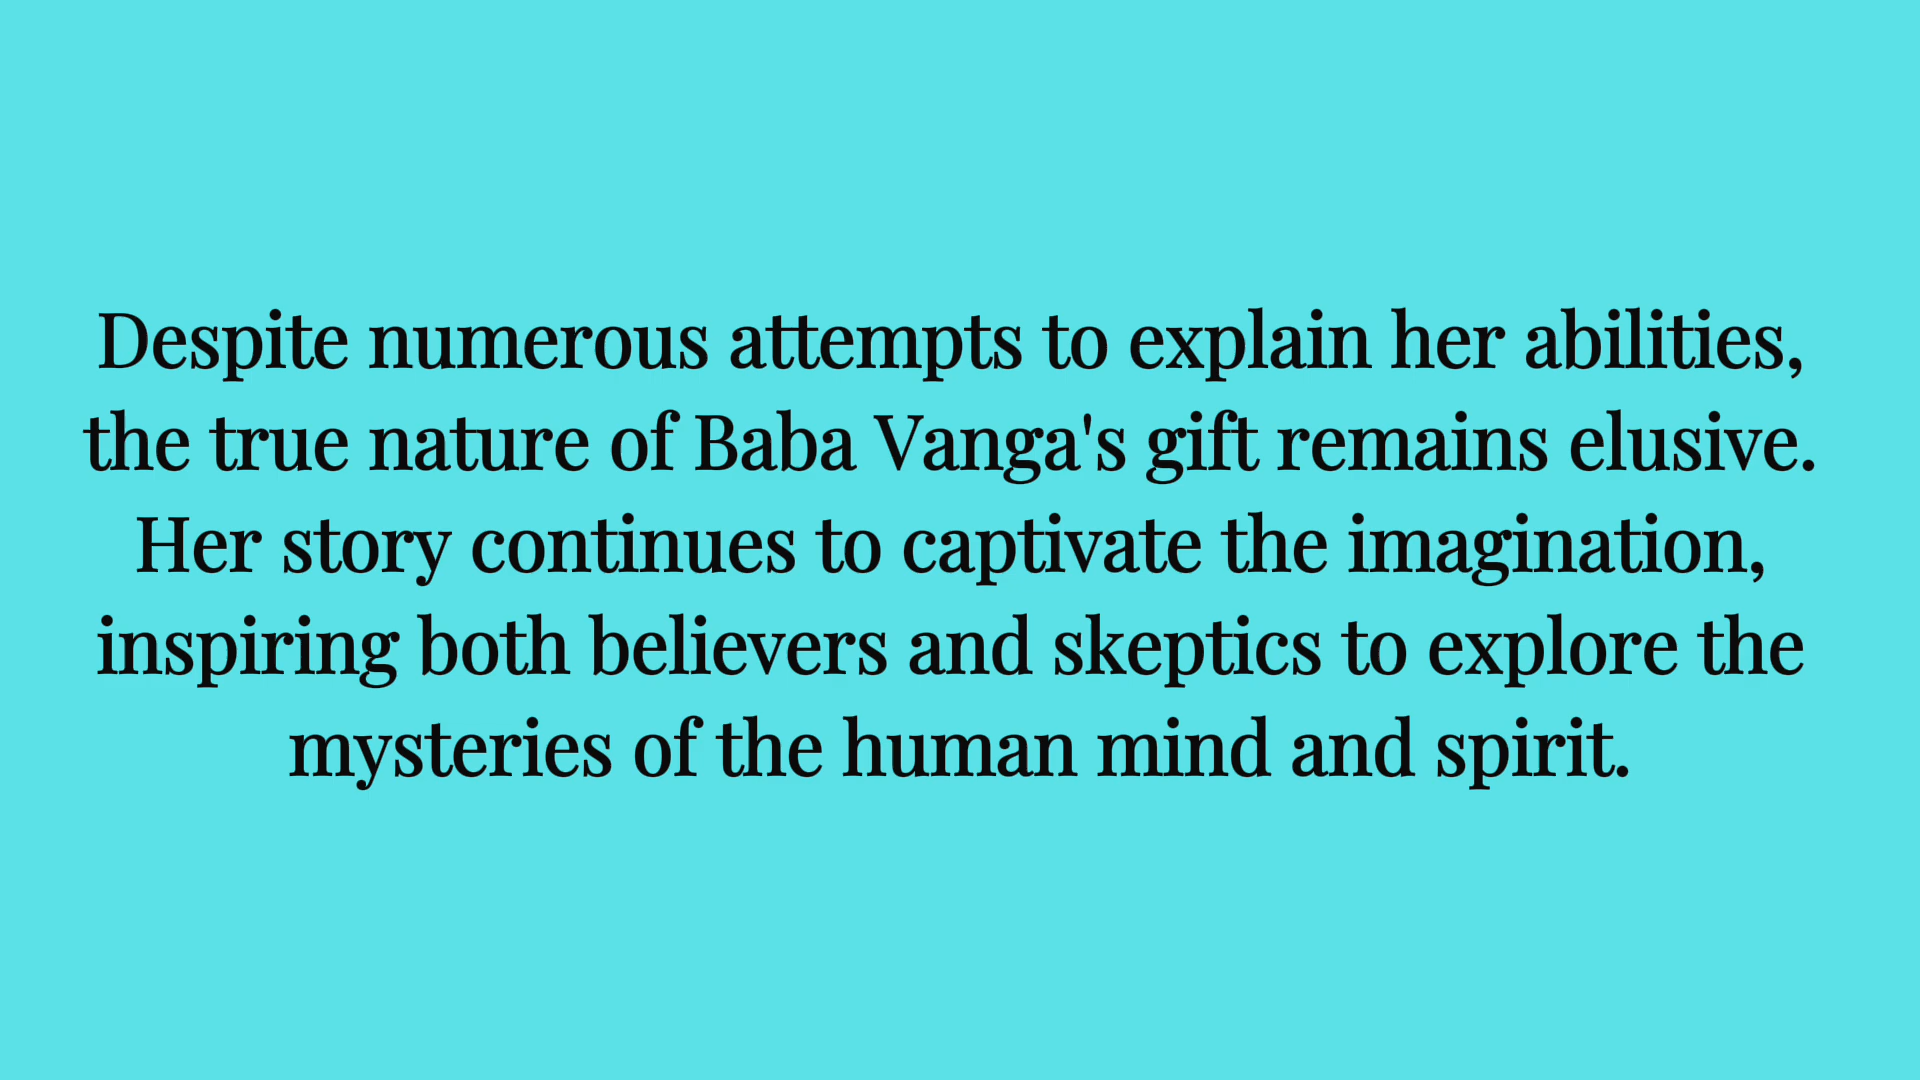 Despite numerous attempts to explain her abilities,
the true nature of Baba Vanga's gift remains elusive.
Her story continues to captivate the imagination,
inspiring both believers and skeptics to explore the
mysteries of the human mind and spirit.